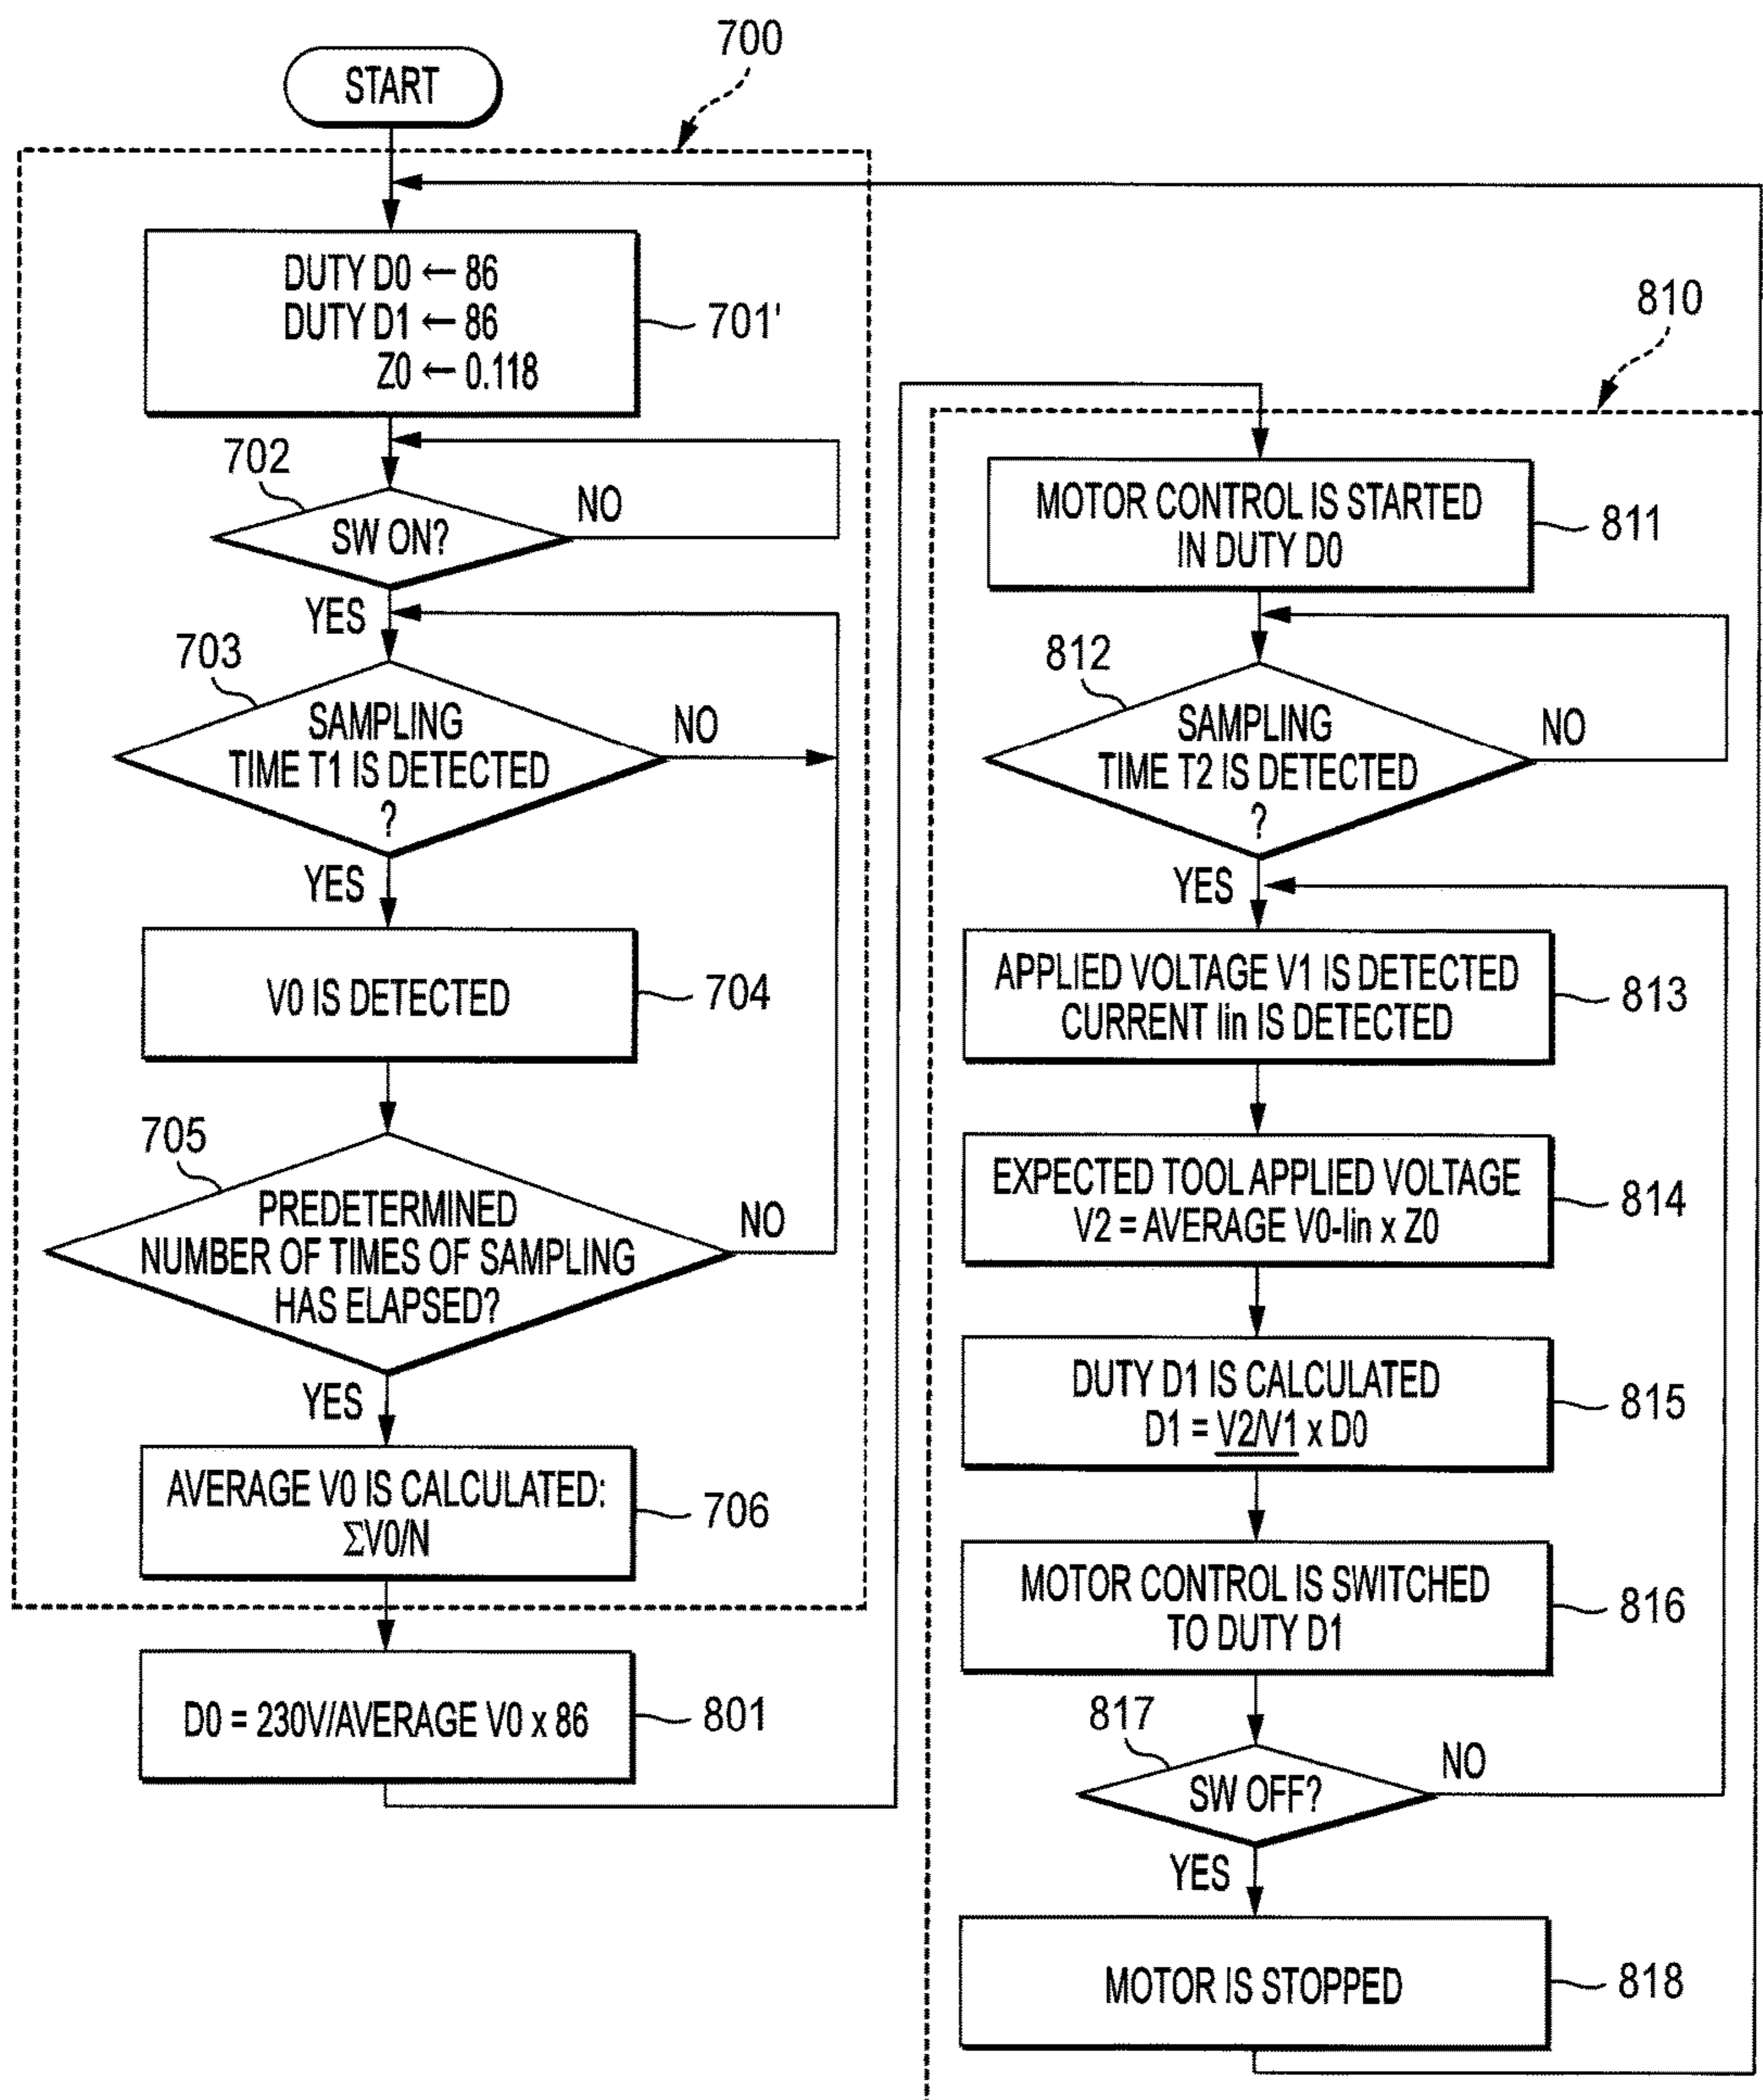 700
START
DUTY D0 ← 86
DUTY D1 ← 86
Z0 ← 0.118
701'
702
SW ON?
NO
YES
703
SAMPLING
TIME T1 IS DETECTED
?
NO
YES
V0 IS DETECTED
704
705
PREDETERMINED
NUMBER OF TIMES OF SAMPLING
HAS ELAPSED?
NO
YES
AVERAGE V0 IS CALCULATED:
ΣV0/N
706
D0 = 230V/AVERAGE V0 x 86
801
810
MOTOR CONTROL IS STARTED
IN DUTY D0
811
812
SAMPLING
TIME T2 IS DETECTED
?
NO
YES
APPLIED VOLTAGE V1 IS DETECTED
CURRENT Iin IS DETECTED
813
EXPECTED TOOL APPLIED VOLTAGE
V2 = AVERAGE V0-Iin x Z0
814
DUTY D1 IS CALCULATED
D1 = V2/V1 x D0
815
MOTOR CONTROL IS SWITCHED
TO DUTY D1
816
817
SW OFF?
NO
YES
MOTOR IS STOPPED
818